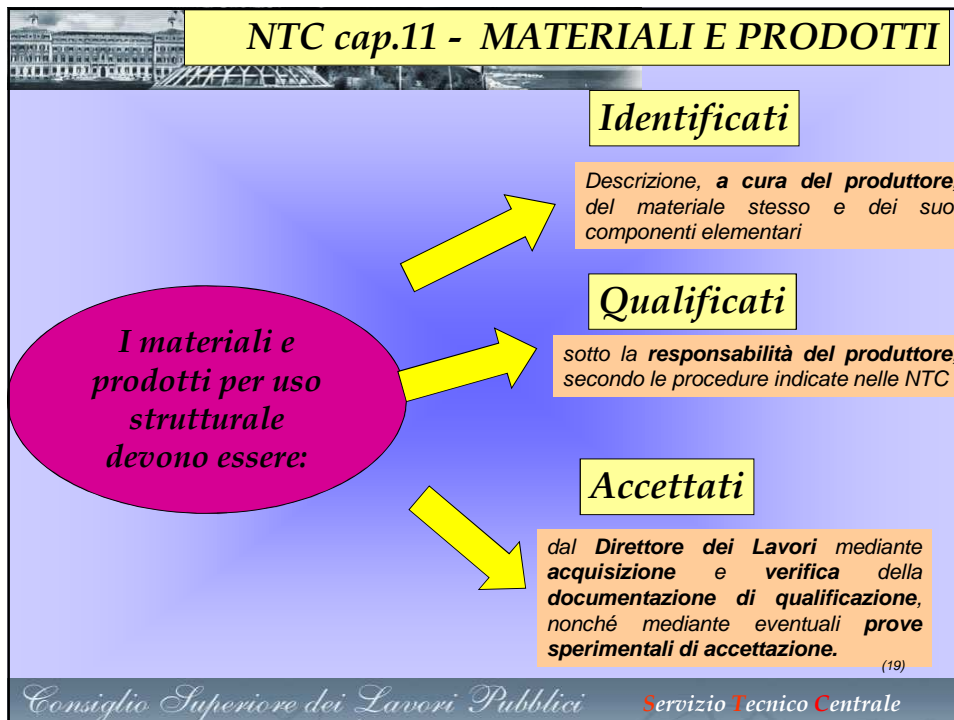 NTC cap.11 - MATERIALI E PRODOTTI
Identificati
Descrizione, a cura del produttore,
del materiale stesso e dei suo
componenti elementari
I materiali e
prodotti per uso
strutturale
devono essere:
Qualificati
sotto la responsabilità del produttore,
secondo le procedure indicate nelle NTC
Accettati
dal Direttore dei Lavori mediante
acquisizione e verifica della
documentazione di qualificazione,
nonché mediante eventuali prove
sperimentali di accettazione.
(19)
Consiglio Superiore dei Lavori Pubblici
Servizio Tecnico Centrale